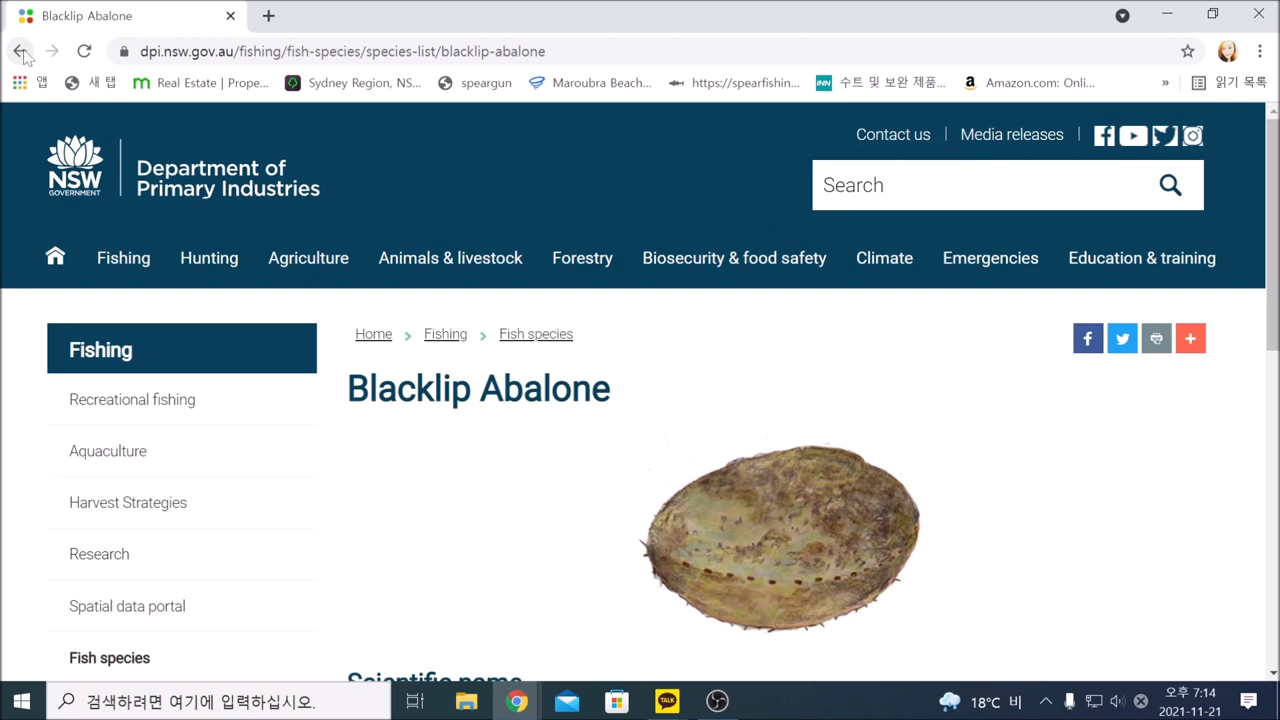 Blacklip Abalone
dpi.nsw.gov.au/fishing/fish-species/species-list/blacklip-abalone
앱 새 탭 Real Estate | Prope... Sydney Region, NS... speargun Maroubra Beach... https://spearfishin... INN 수트 및 보완 제품... Amazon.com: Onli... » 읽기 목록
Contact us Media releases
NSW GOVERNMENT
Department of
Primary Industries
Search
Fishing Hunting Agriculture Animals & livestock Forestry Biosecurity & food safety Climate Emergencies Education & training
Fishing
Recreational fishing
Aquaculture
Harvest Strategies
Research
Spatial data portal
Fish species
Home > Fishing > Fish species
Blacklip Abalone
Scientific name
검색하려면 여기에 입력하십시오.
TALK
18°C 비
오후 7:14
2021-11-21